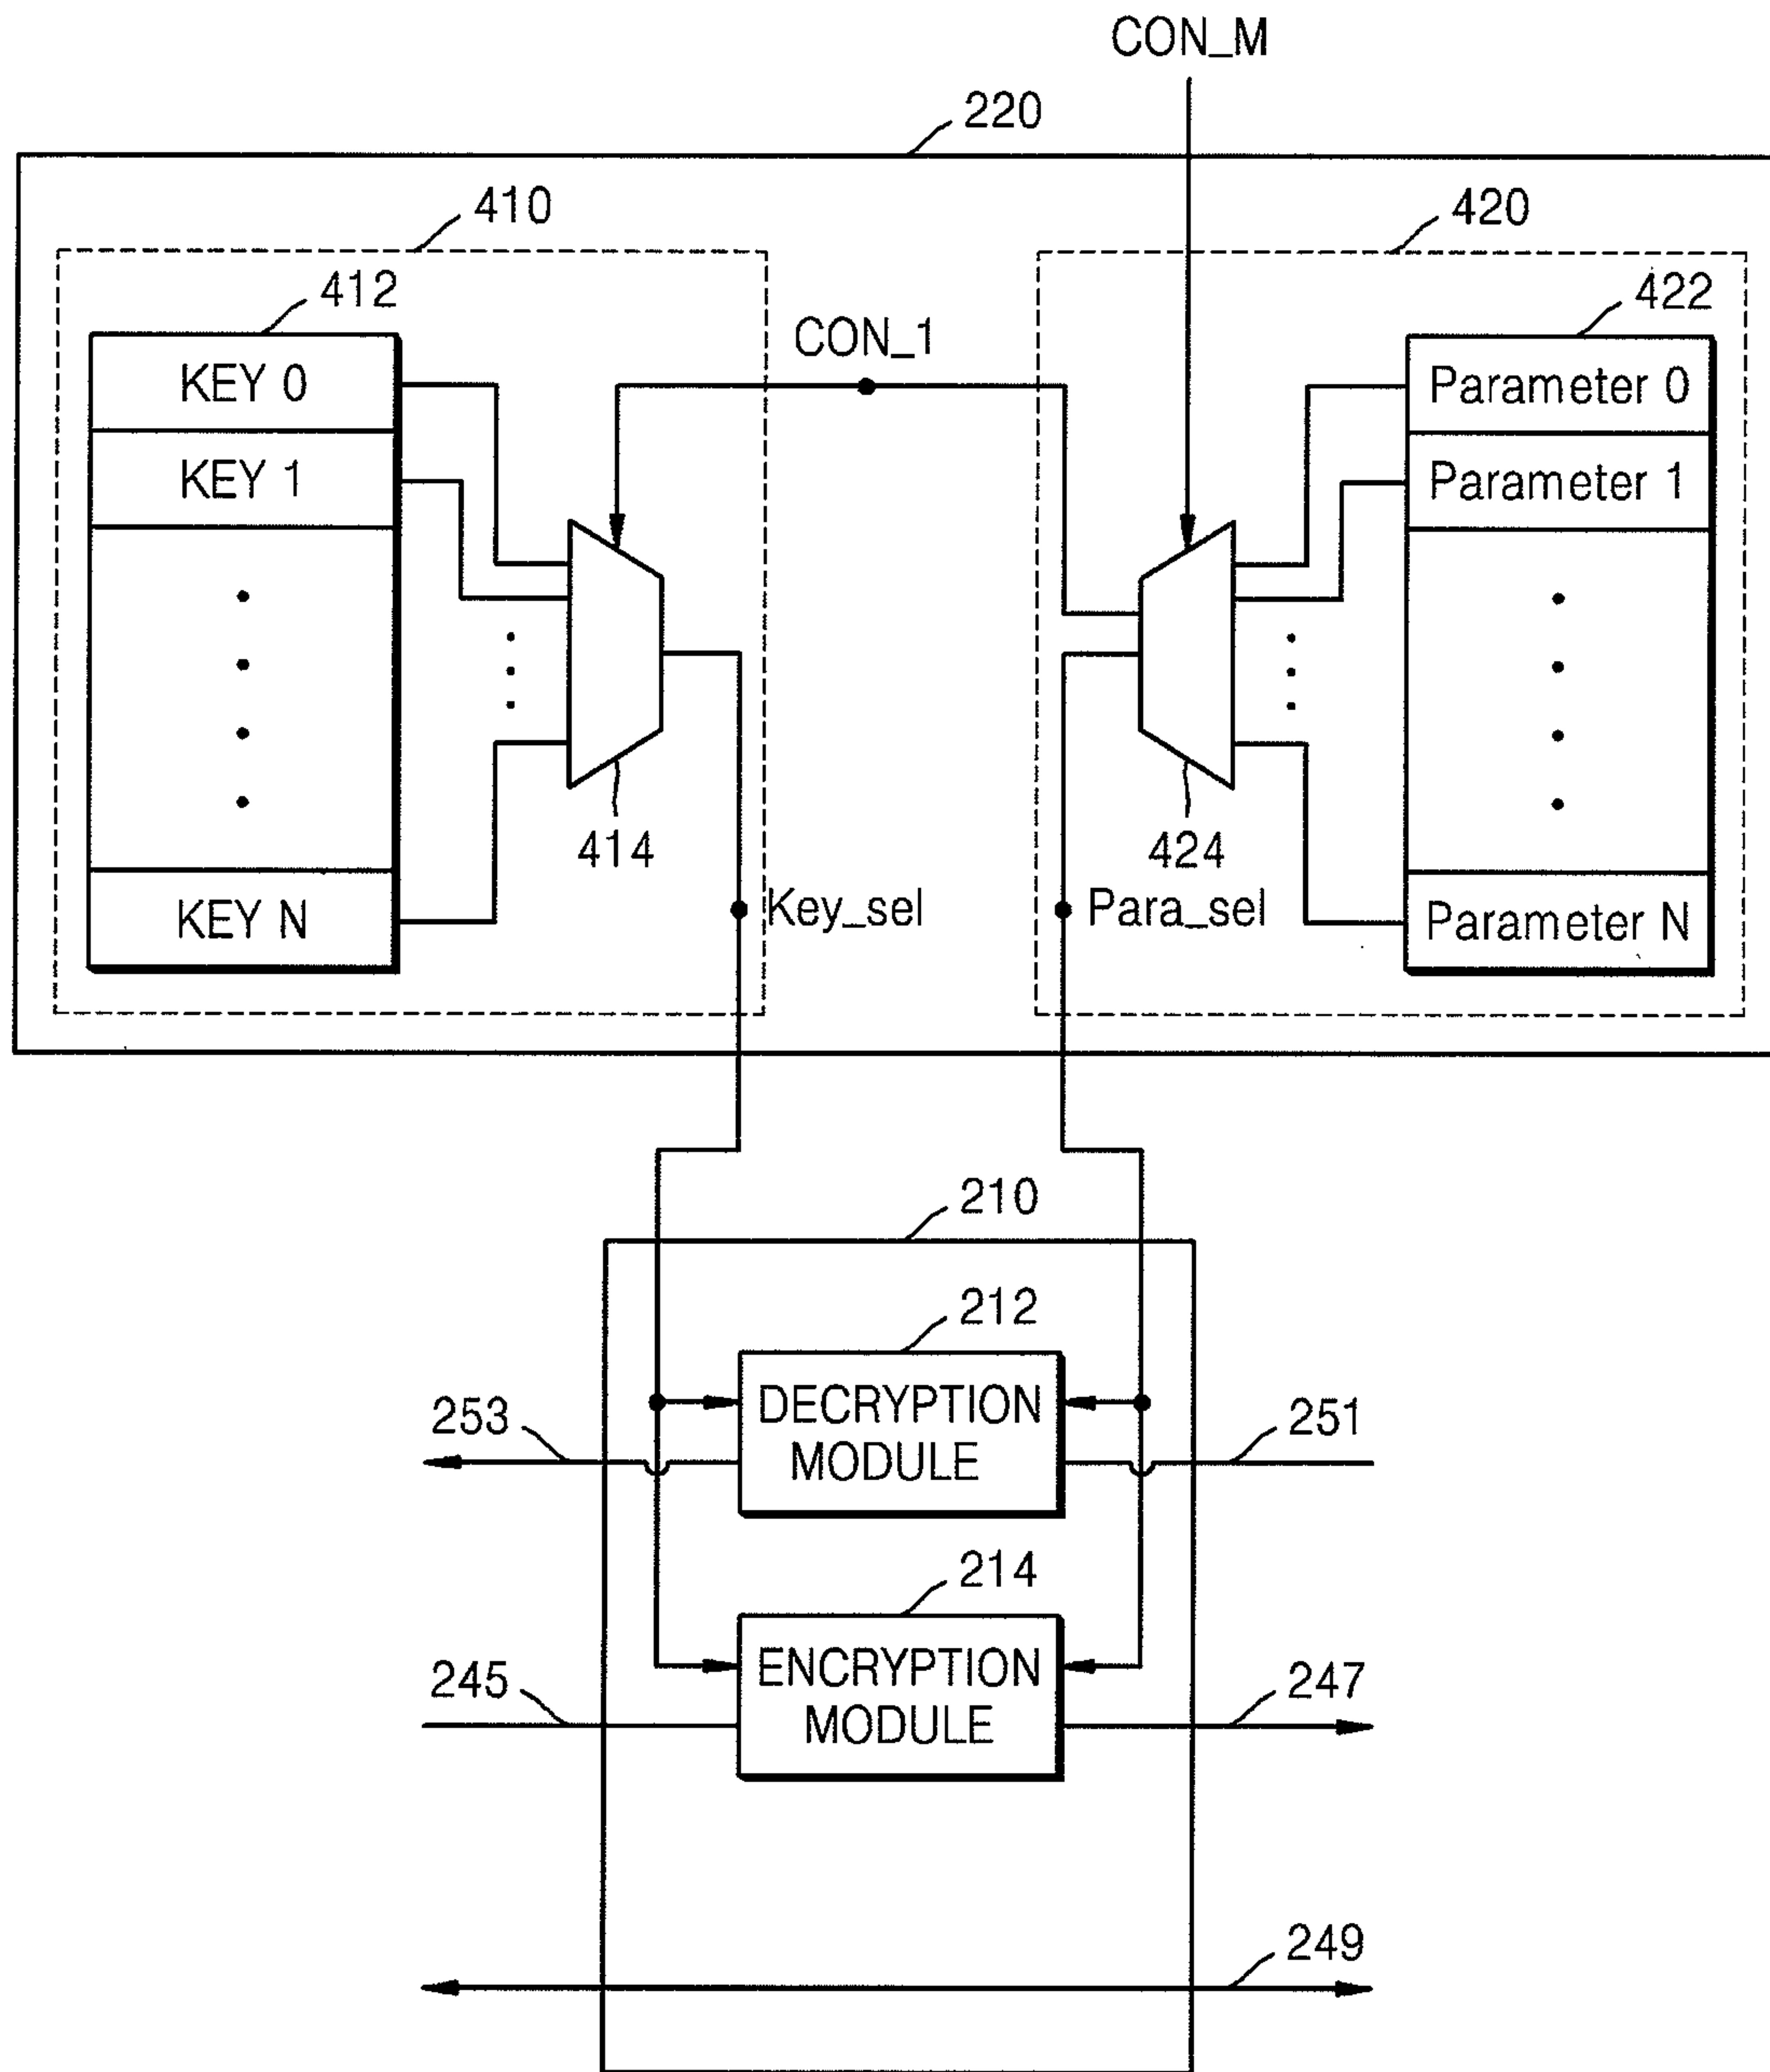 CON_M
220
410
420
412
422
CON_1
KEY 0
Parameter 0
KEY 1
Parameter 1
414
424
KEY N
Key_sel
Para_sel
Parameter N
210
212
DECRYPTION
MODULE
253
251
214
ENCRYPTION
MODULE
245
247
249